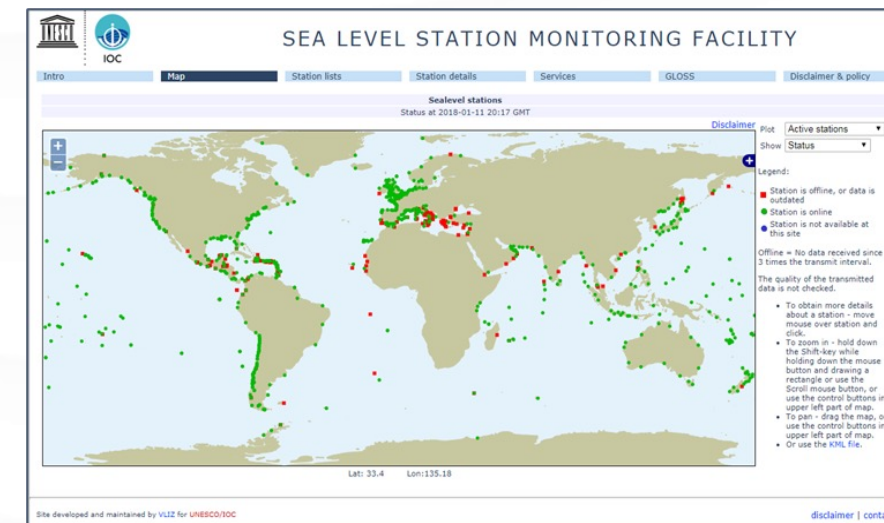 IOC
SEA LEVEL STATION MONITORING FACILITY
Intro
Map
Station lists
Station details
Services
GLOSS
Disclaimer & policy
Sealevel stations
Status at 2018-01-11 20:17 GMT
Disclaimer
Plot Active stations
Show Status
+
−
+
Legend:
Station is offline, or data is
outdated
Station is online
Station is not available at
this site
Offline = No data received since
3 times the transmit interval.
The quality of the transmitted
data is not checked.
• To obtain more details
about a station - move
mouse over station and
click.
• To zoom in - hold down
the Shift-key while
holding down the mouse
button and drawing a
rectangle or use the
Scroll mouse button, or
use the control buttons in
upper left part of map.
• To pan - drag the map, o
use the control buttons in
upper left part of map.
• Or use the KML file.
Lat: 33.4 Lon:135.18
Site developed and maintained by VLIZ for UNESCO/IOC
disclaimer | conta